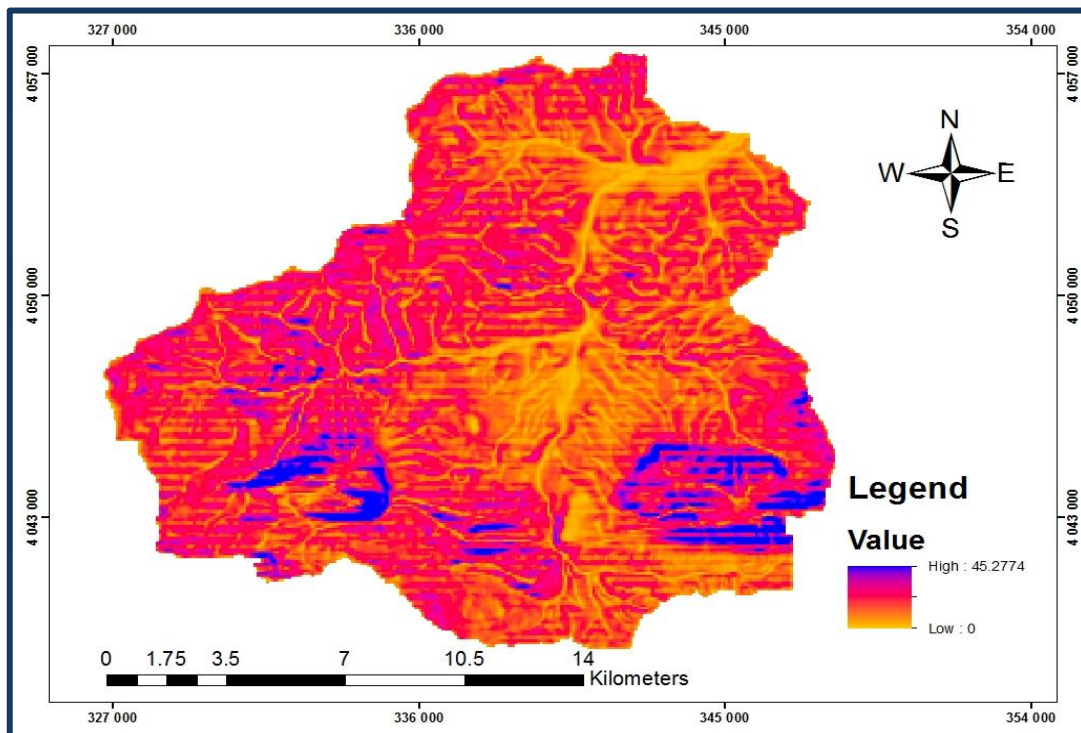 327 000 336 000 345 000 354 000
4 057 000 4 057 000
N
W E
S
4 050 000 4 050 000
Legend
4 043 000 4 043 000
Value
High : 45.2774
Low : 0
0 1.75 3.5 7 10.5 14
Kilometers
327 000 336 000 345 000 354 000